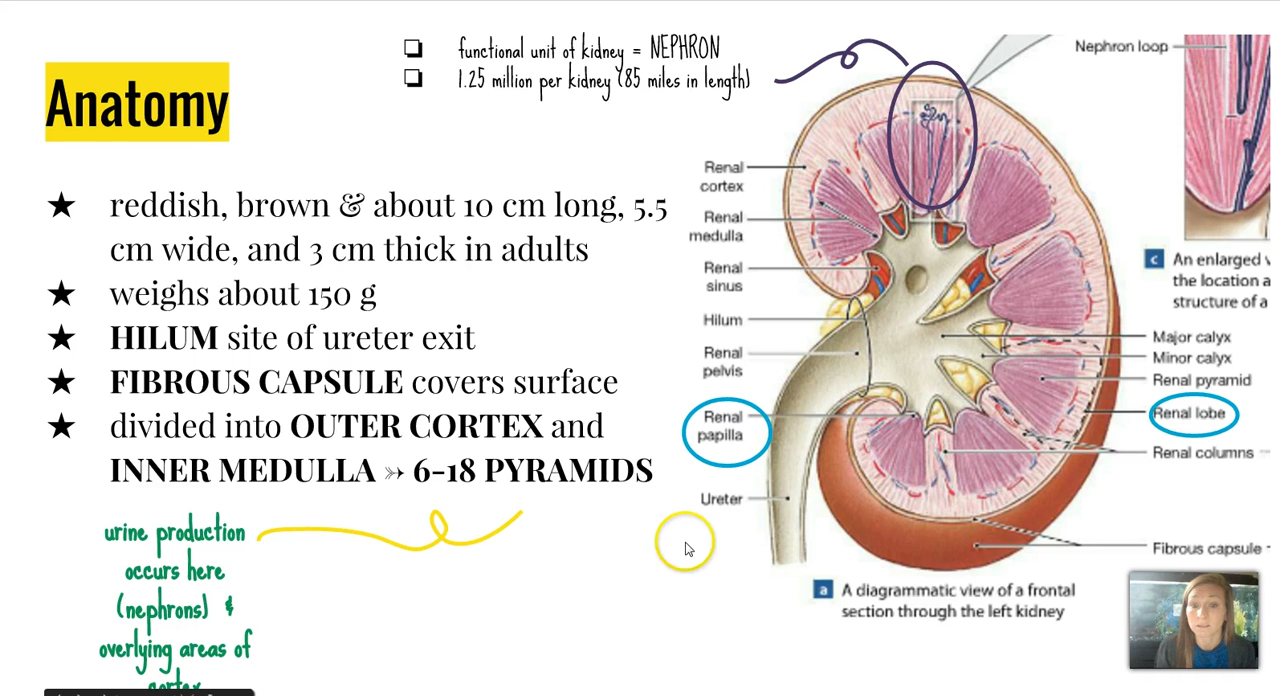 ❏ functional unit of kidney = NEPHRON
❏ 1.25 million per kidney (85 miles in length)
Anatomy
★ reddish, brown & about 10 cm long, 5.5
cm wide, and 3 cm thick in adults
★ weighs about 150 g
★ HILUM site of ureter exit
★ FIBROUS CAPSULE covers surface
★ divided into OUTER CORTEX and
INNER MEDULLA ➳ 6-18 PYRAMIDS
urine production
occurs here
(nephrons) &
overlying areas of
cortex
Renal
cortex
Renal
medulla
Renal
sinus
Hilum
Renal
pelvis
Renal
papilla
Ureter
Nephron loop
c An enlarged
the location a
structure of a
Major calyx
Minor calyx
Renal pyramid
Renal lobe
Renal columns
Fibrous capsule
a A diagrammatic view of a frontal
section through the left kidney